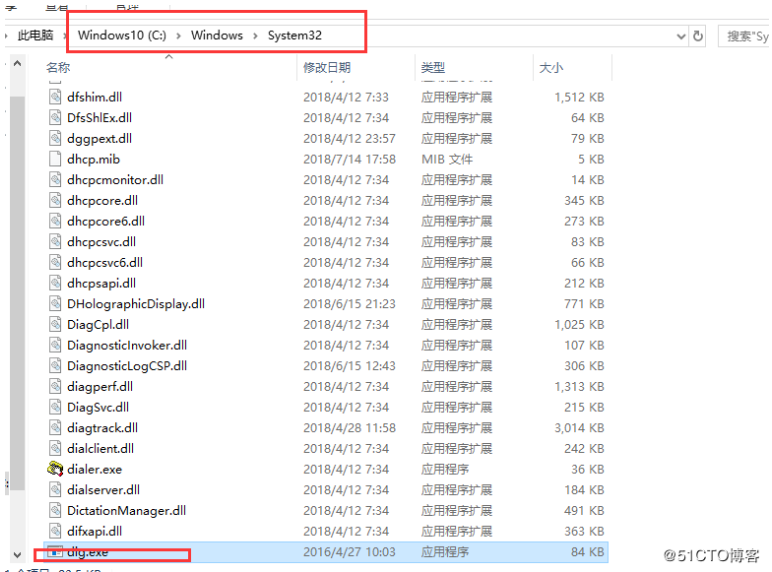 享 查看 管理
此电脑 > Windows10 (C:) > Windows > System32 搜索"Sy
名称 修改日期 类型 大小
dfshim.dll 2018/4/12 7:33 应用程序扩展 1,512 KB
DfsShlEx.dll 2018/4/12 7:34 应用程序扩展 64 KB
dggpext.dll 2018/4/12 23:57 应用程序扩展 79 KB
dhcp.mib 2018/7/14 17:58 MIB 文件 5 KB
dhcpcmonitor.dll 2018/4/12 7:34 应用程序扩展 14 KB
dhcpcore.dll 2018/4/12 7:34 应用程序扩展 345 KB
dhcpcore6.dll 2018/4/12 7:34 应用程序扩展 273 KB
dhcpcsvc.dll 2018/4/12 7:34 应用程序扩展 83 KB
dhcpcsvc6.dll 2018/4/12 7:34 应用程序扩展 66 KB
dhcpsapi.dll 2018/4/12 7:34 应用程序扩展 212 KB
DHolographicDisplay.dll 2018/6/15 21:23 应用程序扩展 771 KB
DiagCpl.dll 2018/4/12 7:34 应用程序扩展 1,025 KB
DiagnosticInvoker.dll 2018/4/12 7:34 应用程序扩展 107 KB
DiagnosticLogCSP.dll 2018/6/15 12:43 应用程序扩展 306 KB
diagperf.dll 2018/4/12 7:34 应用程序扩展 1,313 KB
DiagSvc.dll 2018/4/12 7:34 应用程序扩展 215 KB
diagtrack.dll 2018/4/28 11:58 应用程序扩展 3,014 KB
dialclient.dll 2018/4/12 7:34 应用程序扩展 242 KB
dialer.exe 2018/4/12 7:34 应用程序 36 KB
dialserver.dll 2018/4/12 7:34 应用程序扩展 184 KB
DictationManager.dll 2018/4/12 7:34 应用程序扩展 491 KB
difxapi.dll 2018/4/12 7:34 应用程序扩展 363 KB
dlg.exe 2016/4/27 10:03 应用程序 84 KB
@51CTO博客